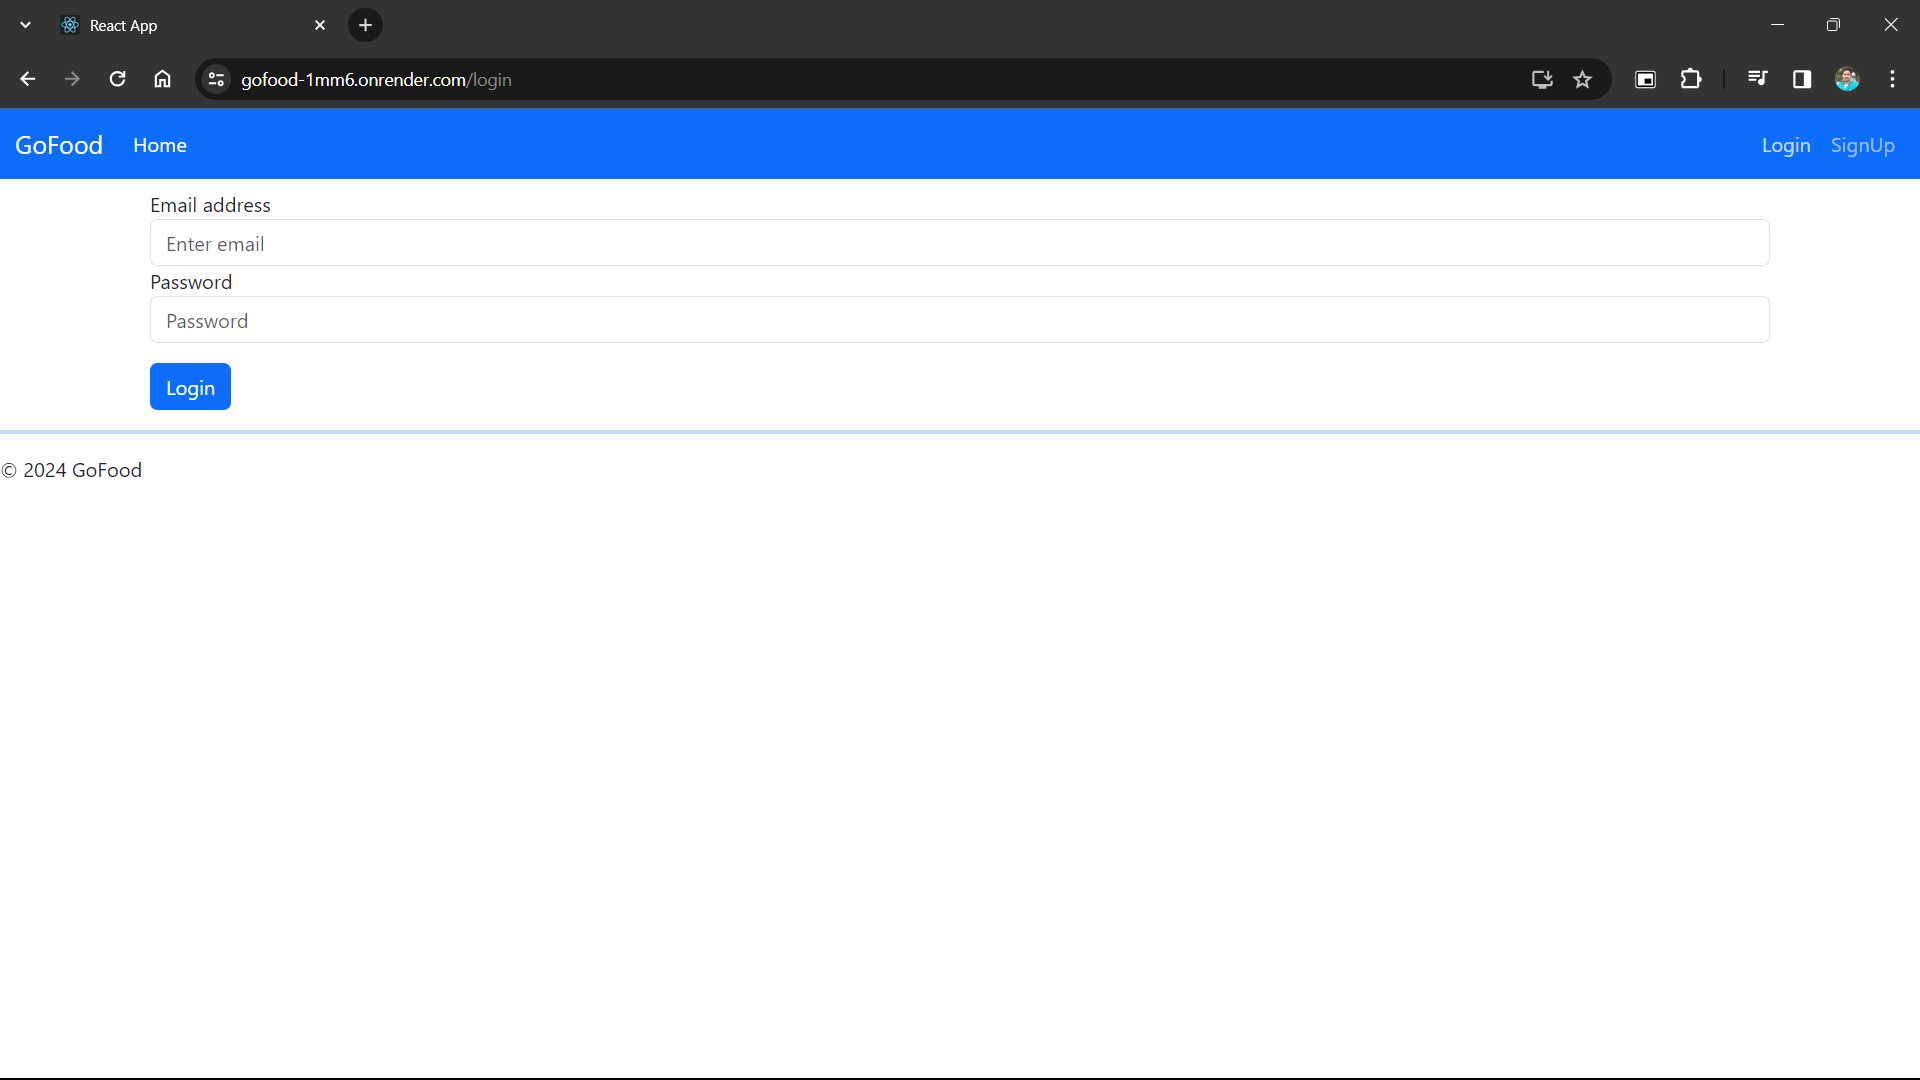 React App
gofood-1mm6.onrender.com/login
GoFood Home Login SignUp
Email address
Enter email
Password
Password
Login
© 2024 GoFood